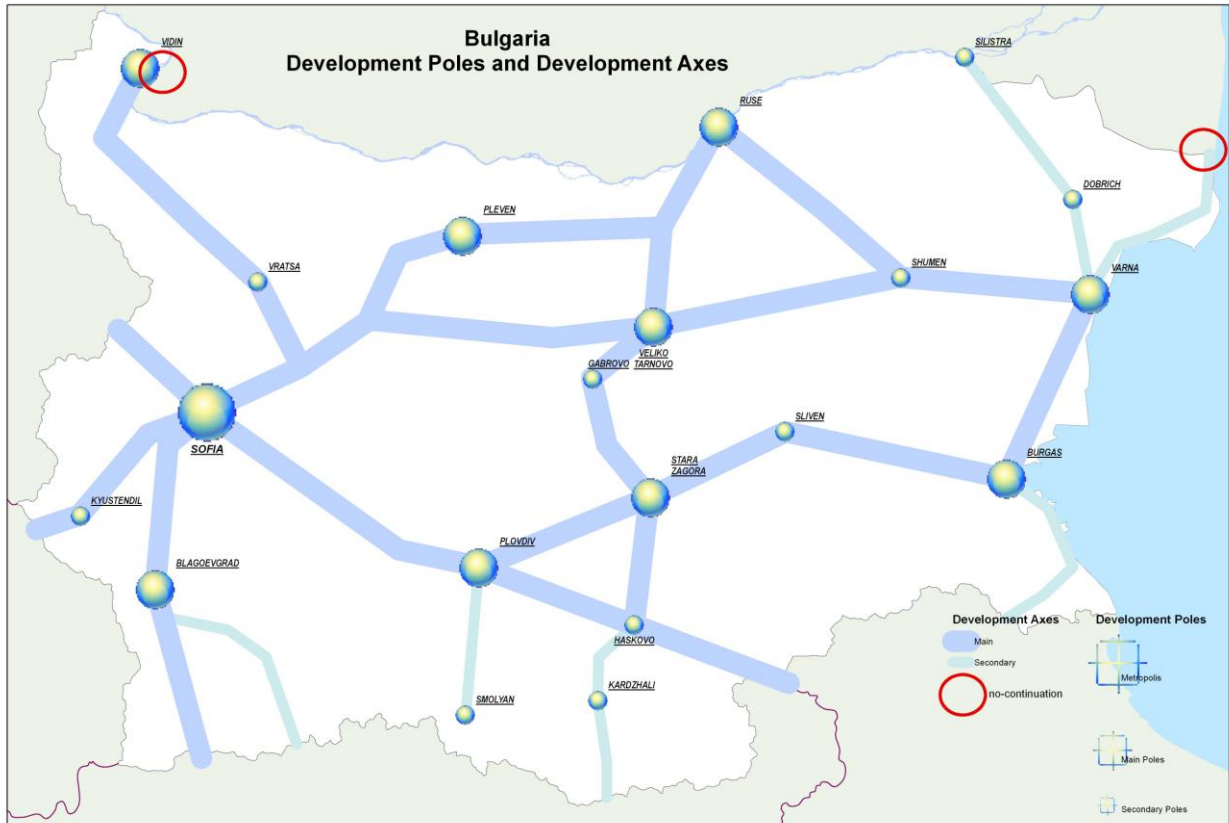 Bulgaria
Development Poles and Development Axes
VIDIN
SILISTRA
RUSE
DOBRICH
PLEVEN
VRATSA
SHUMEN
VARNA
VELIKO
TARNOVO
GABROVO
SOFIA
SLIVEN
STARA
ZAGORA
BURGAS
KYUSTENDIL
PLOVDIV
BLAGOEVGRAD
HASKOVO
SMOLYAN
KARDZHALI
Development Axes
Main
Secondary
no-continuation
Development Poles
Metropolis
Main Poles
Secondary Poles